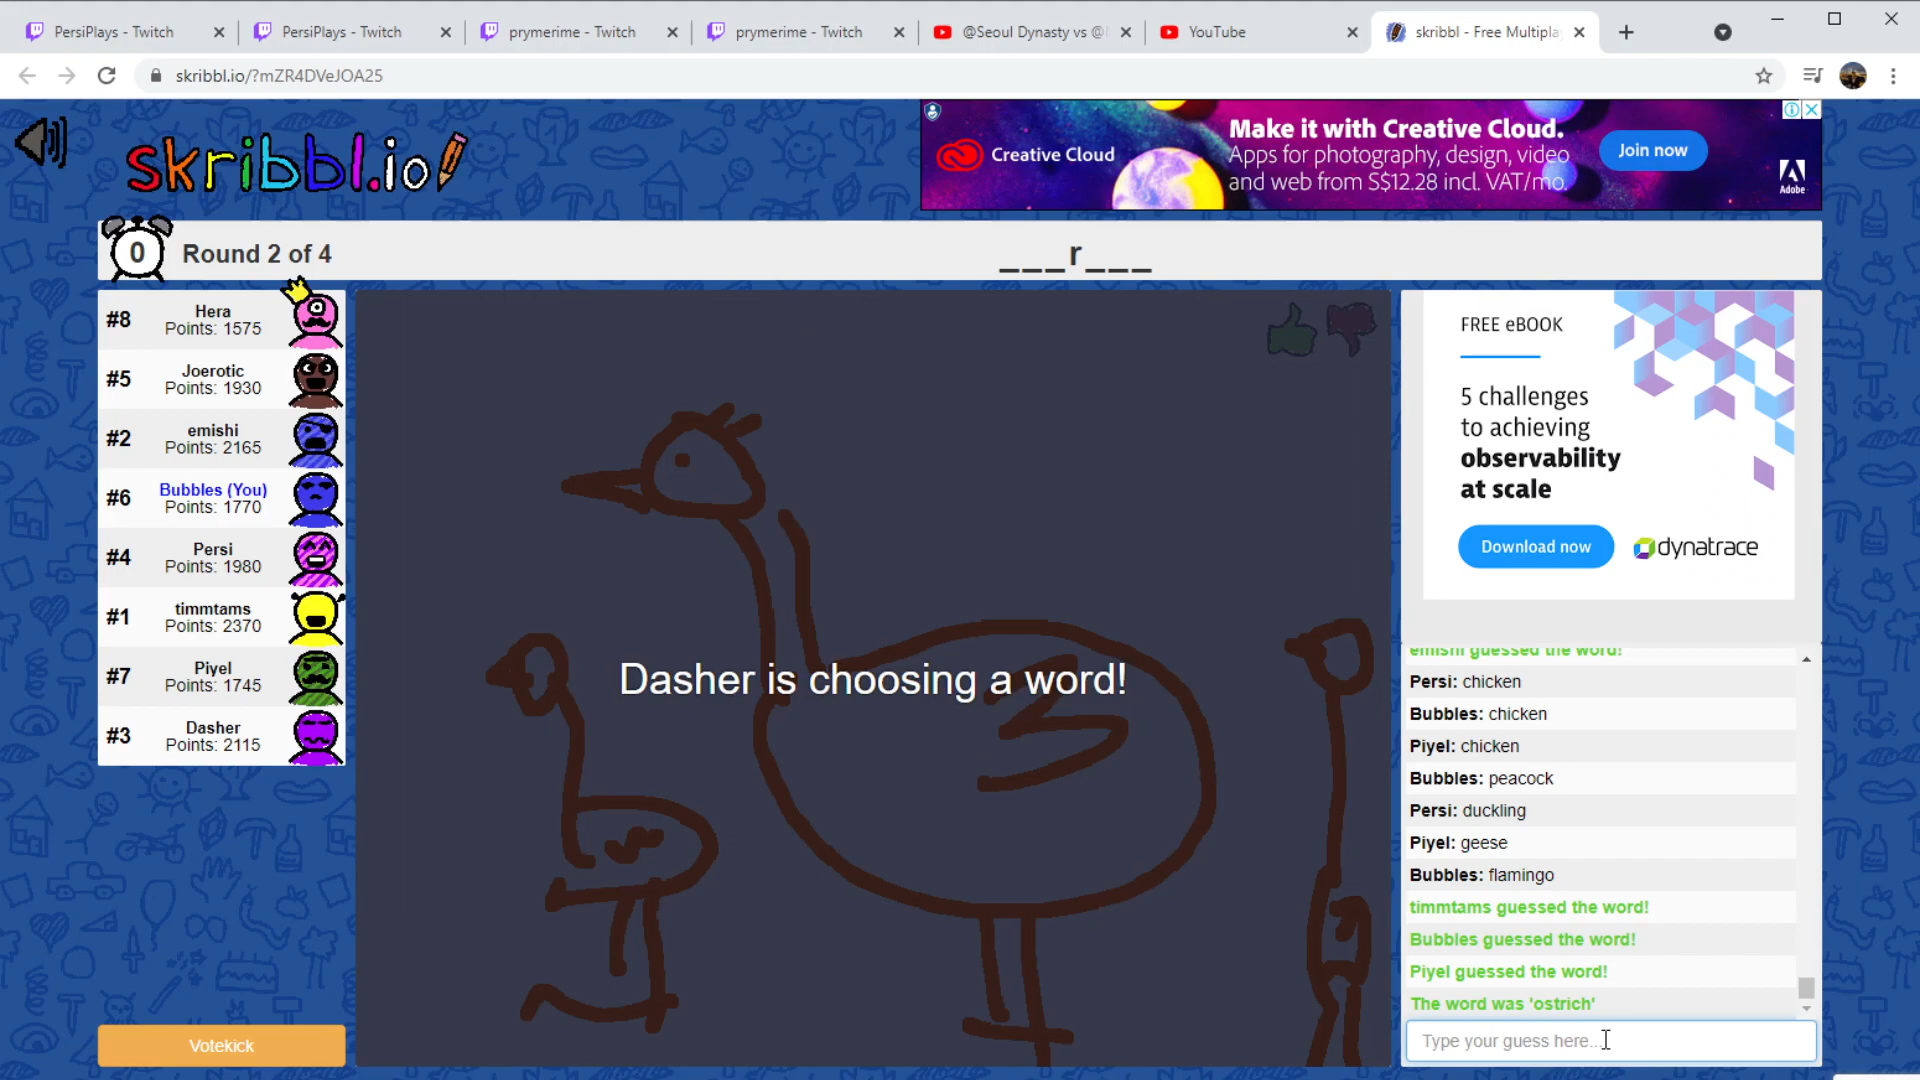 PersiPlays - Twitch
PersiPlays - Twitch
prymerime - Twitch
prymerime - Twitch
@Seoul Dynasty vs @
YouTube
skribbl - Free Multipla
skribbl.io/?mZR4DVeJOA25
skribbl.io
Creative Cloud
Make it with Creative Cloud.
Apps for photography, design, video
and web from S$12.28 incl. VAT/mo.
Join now
Adobe
0
Round 2 of 4
___r___
#8
Hera
Points: 1575
#5
Joerotic
Points: 1930
#2
emishi
Points: 2165
#6
Bubbles (You)
Points: 1770
#4
Persi
Points: 1980
#1
timmtams
Points: 2370
#7
Piyel
Points: 1745
#3
Dasher
Points: 2115
Votekick
Dasher is choosing a word!
FREE eBOOK
5 challenges
to achieving
observability
at scale
Download now
dynatrace
emishi guessed the word!
Persi: chicken
Bubbles: chicken
Piyel: chicken
Bubbles: peacock
Persi: duckling
Piyel: geese
Bubbles: flamingo
timmtams guessed the word!
Bubbles guessed the word!
Piyel guessed the word!
The word was 'ostrich'
Type your guess here...